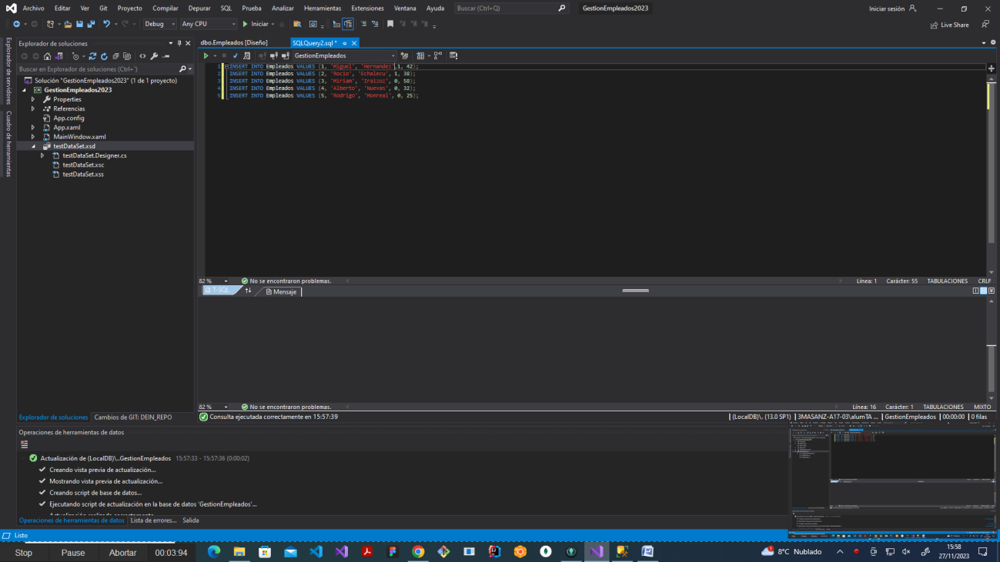 Archivo Editar Ver Git Proyecto Compilar Depurar SQL Prueba Analizar Herramientas Extensiones Ventana Ayuda Buscar (Ctrl+Q) GestionEmpleados2023 Iniciar sesión
Debug Any CPU Iniciar Live Share
Explorador de servidores
Cuadro de herramientas
Explorador de soluciones
Buscar en Explorador de soluciones (Ctrl+´)
Solución "GestionEmpleados2023" (1 de 1 proyecto)
GestionEmpleados2023
Properties
Referencias
App.config
App.xaml
MainWindow.xaml
testDataSet.xsd
testDataSet.Designer.cs
testDataSet.xsc
testDataSet.xss
Explorador de soluciones Cambios de GIT: DEIN_REPO
dbo.Empleados [Diseño] SQLQuery2.sql *
GestionEmpleados
1 INSERT INTO Empleados VALUES (1, 'Miguel', 'Hernandez',1, 42);
2 INSERT INTO Empleados VALUES (2, 'Rocio', 'Echalecu', 1, 38);
3 INSERT INTO Empleados VALUES (3, 'Miriam', 'Iraizoz', 0, 58);
4 INSERT INTO Empleados VALUES (4, 'Alberto', 'Nuevas', 0, 32);
5 INSERT INTO Empleados VALUES (5, 'Rodrigo', 'Monreal', 0, 25);
82 % No se encontraron problemas. Línea: 1 Carácter: 55 TABULACIONES CRLF
T-SQL Mensaje
82 % No se encontraron problemas. Línea: 16 Carácter: 1 TABULACIONES MIXTO
Consulta ejecutada correctamente en 15:57:39 (LocalDB)\.. (13.0 SP1) 3MASANZ-A17-03\alumTA ... GestionEmpleados 00:00:00 0 filas
Operaciones de herramientas de datos
Actualización de (LocalDB)\..GestionEmpleados 15:57:33 - 15:57:36 (0:00:02)
Creando vista previa de actualización...
Mostrando vista previa de actualización...
Creando script de base de datos...
Ejecutando script de actualización en la base de datos 'GestionEmpleados'...
Operaciones de herramientas de datos Lista de errores... Salida
Listo
Stop Pause Abortar 00:03:94 8°C Nublado 15:58
27/11/2023